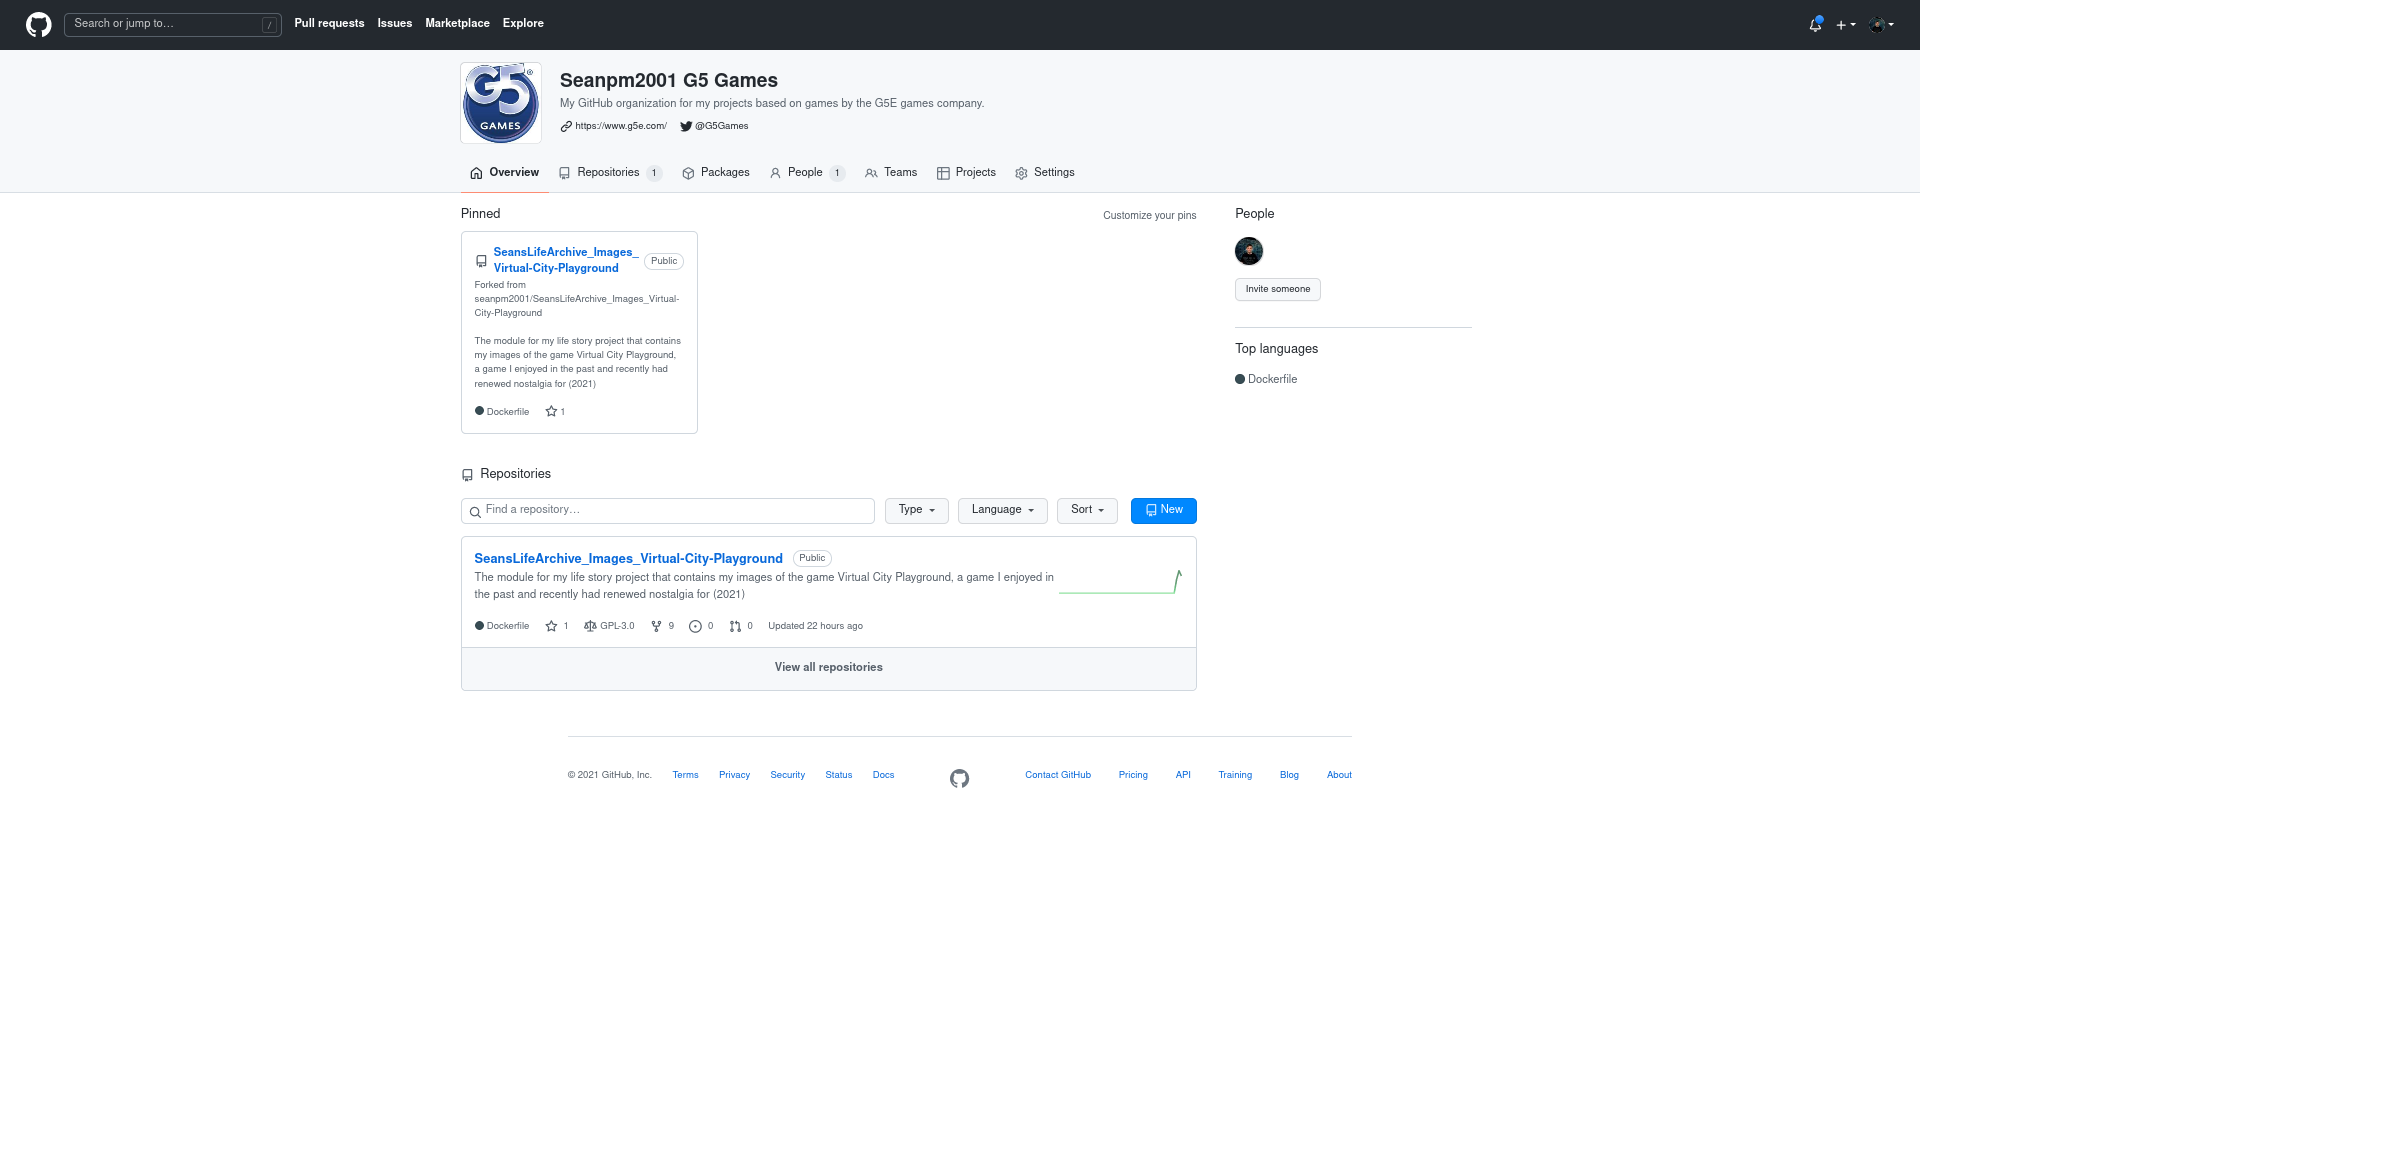 Search or jump to…
/
Pull requests
Issues
Marketplace
Explore
G5®
GAMES
Seanpm2001 G5 Games
My GitHub organization for my projects based on games by the G5E games company.
https://www.g5e.com/
@G5Games
Overview
Repositories 1
Packages
People 1
Teams
Projects
Settings
Pinned
Customize your pins
SeansLifeArchive_Images_
Virtual-City-Playground
Public
Forked from
seanpm2001/SeansLifeArchive_Images_Virtual-
City-Playground
The module for my life story project that contains
my images of the game Virtual City Playground,
a game I enjoyed in the past and recently had
renewed nostalgia for (2021)
Dockerfile
1
People
Invite someone
Top languages
Dockerfile
Repositories
Find a repository…
Type
Language
Sort
New
SeansLifeArchive_Images_Virtual-City-Playground
Public
The module for my life story project that contains my images of the game Virtual City Playground, a game I enjoyed in
the past and recently had renewed nostalgia for (2021)
Dockerfile
1
GPL-3.0
9
0
0
Updated 22 hours ago
View all repositories
© 2021 GitHub, Inc.
Terms
Privacy
Security
Status
Docs
Contact GitHub
Pricing
API
Training
Blog
About